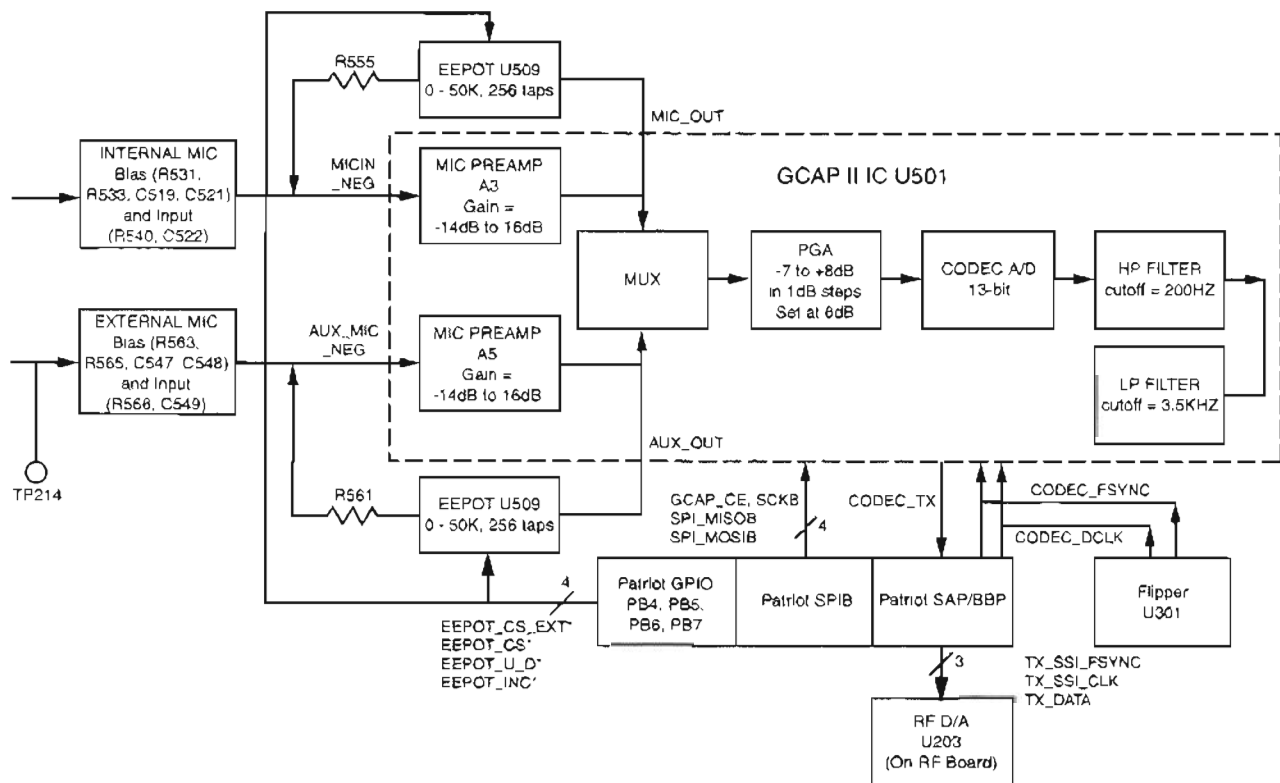 R555
EEPOT U509
0 - 50K, 256 taps
MIC_OUT
INTERNAL MIC
Bias (R531,
R533, C519, C521)
and Input
(R540, C522)
MICIN
_NEG
MIC PREAMP
A3
Gain =
-14dB to 16dB
GCAP II IC U501
MUX
PGA
-7 to +8dB
in 1dB steps
Set at 6dB
CODEC A/D
13-bit
HP FILTER
cutoff = 200HZ
EXTERNAL MIC
Bias (R563,
R565, C547 C548)
and Input
(R566, C549)
AUX_MIC
_NEG
MIC PREAMP
A5
Gain =
-14dB to 16dB
LP FILTER
cutoff = 3.5KHZ
AUX_OUT
TP214
R561
EEPOT U509
0 - 50K, 256 taps
GCAP_CE, SCKB
SPI_MISOB
SPI_MOSIB
4
CODEC_TX
CODEC_FSYNC
CODEC_DCLK
4
Patriot GPIO
PB4, PB5,
PB6, PB7
Patriot SPIB
Patriot SAP/BBP
Flipper
U301
EEPOT_CS_EXT*
EEPOT_CS*
EEPOT_U_D*
EEPOT_INC*
3
TX_SSI_FSYNC
TX_SSI_CLK
TX_DATA
RF D/A
U203
(On RF Board)